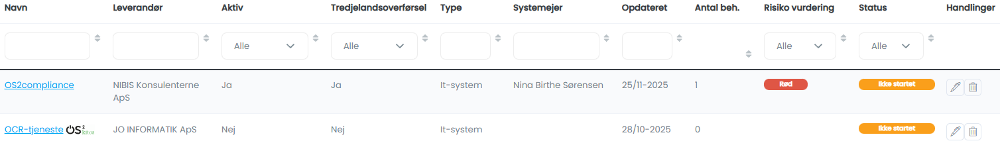 Navn Leverandør Aktiv Tredjelandsoverførsel Type Systemejer Opdateret Antal beh. Risiko vurdering Status Handlinger
Alle Alle Alle Alle
OS2compliance NIBIS Konsulenterne Ja Ja It-system Nina Birthe Sørensen 25/11-2025 1 Rød Ikke startet
ApS
OCR-tjeneste OS2 kitos JO INFORMATIK ApS Nej Nej It-system 28/10-2025 0 Ikke startet